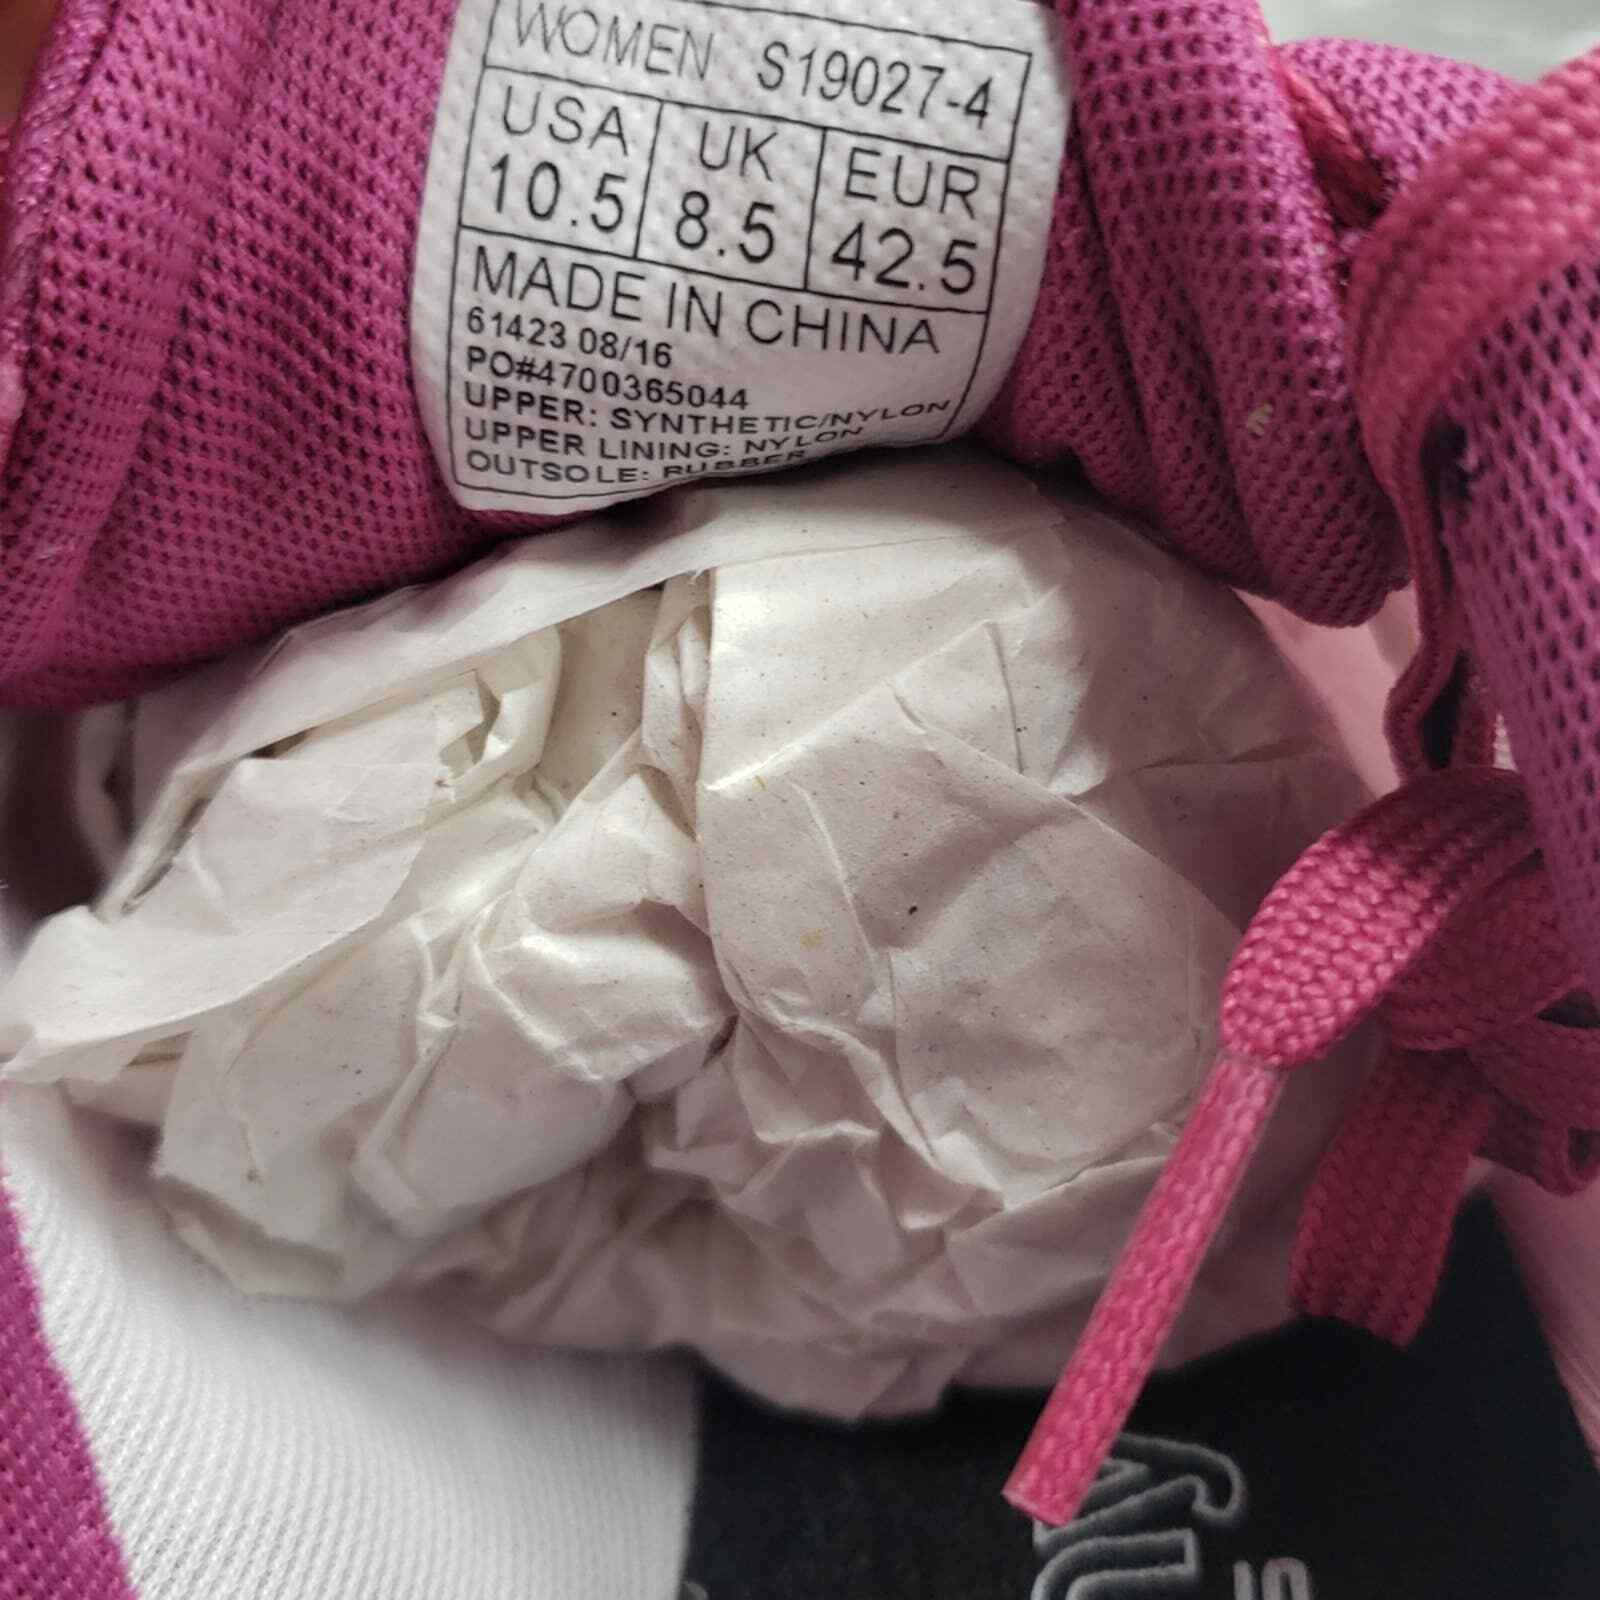 WOMEN S19027-4
USA UK EUR
10.5 8.5 42.5
MADE IN CHINA
61423 08/16
PO#4700365044
UPPER: SYNTHETIC/NYLON
UPPER LINING: NYLON
OUTSOLE: RUBBER